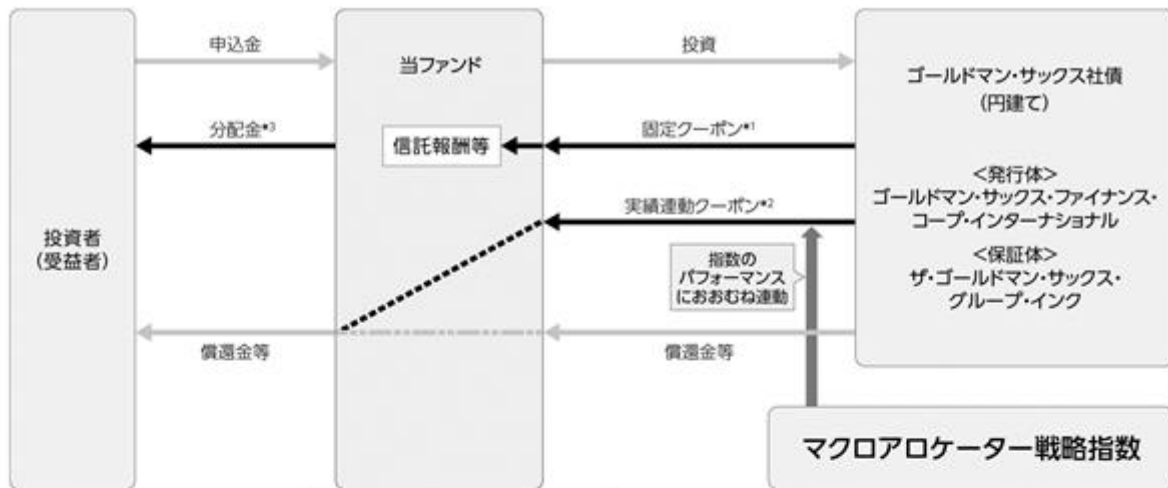 申込金
投資
当ファンド
ゴールドマン・サックス社債
(円建て)
分配金*3
信託報酬等
固定クーポン*1
<発行体>
ゴールドマン・サックス・ファイナンス・
コープ・インターナショナル
実績連動クーポン*2
投資者
(受益者)
指数の
パフォーマンス
におおむね連動
<保証体>
ザ・ゴールドマン・サックス・
グループ・インク
償還金等
償還金等
マクロアロケーター戦略指数